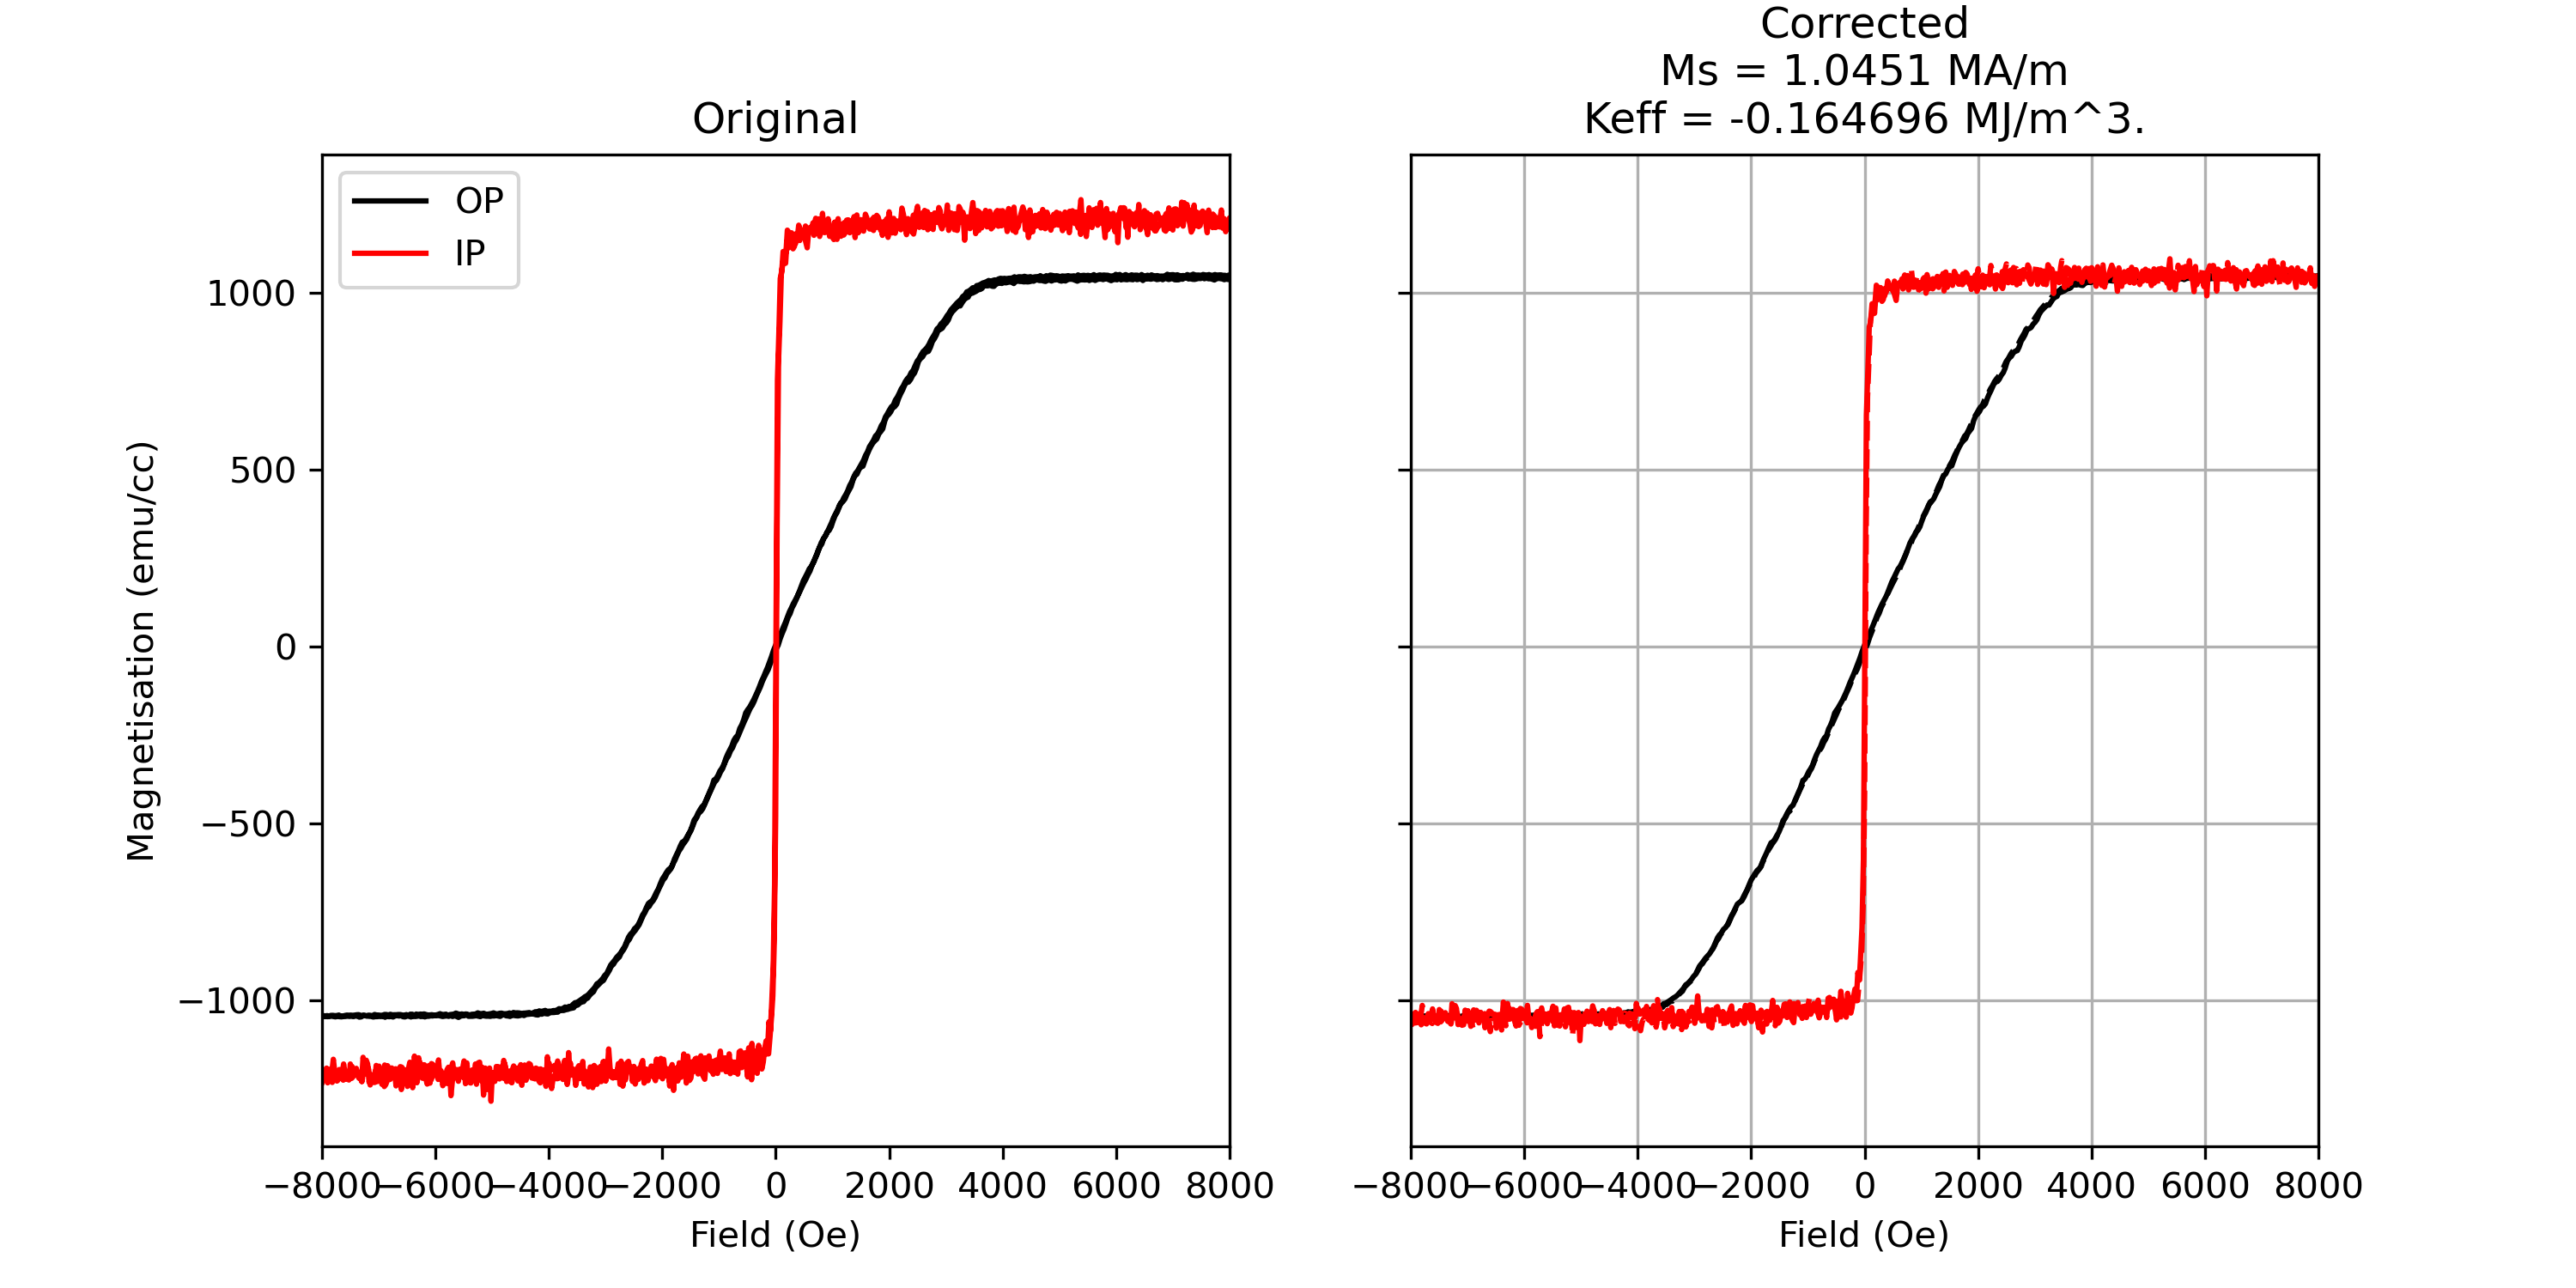 Original
OP
IP
1000
500
0
−500
−1000
Magnetisation (emu/cc)
−8000 −6000 −4000 −2000 0 2000 4000 6000 8000
Field (Oe)
Corrected
Ms = 1.0451 MA/m
Keff = -0.164696 MJ/m^3.
−8000 −6000 −4000 −2000 0 2000 4000 6000 8000
Field (Oe)